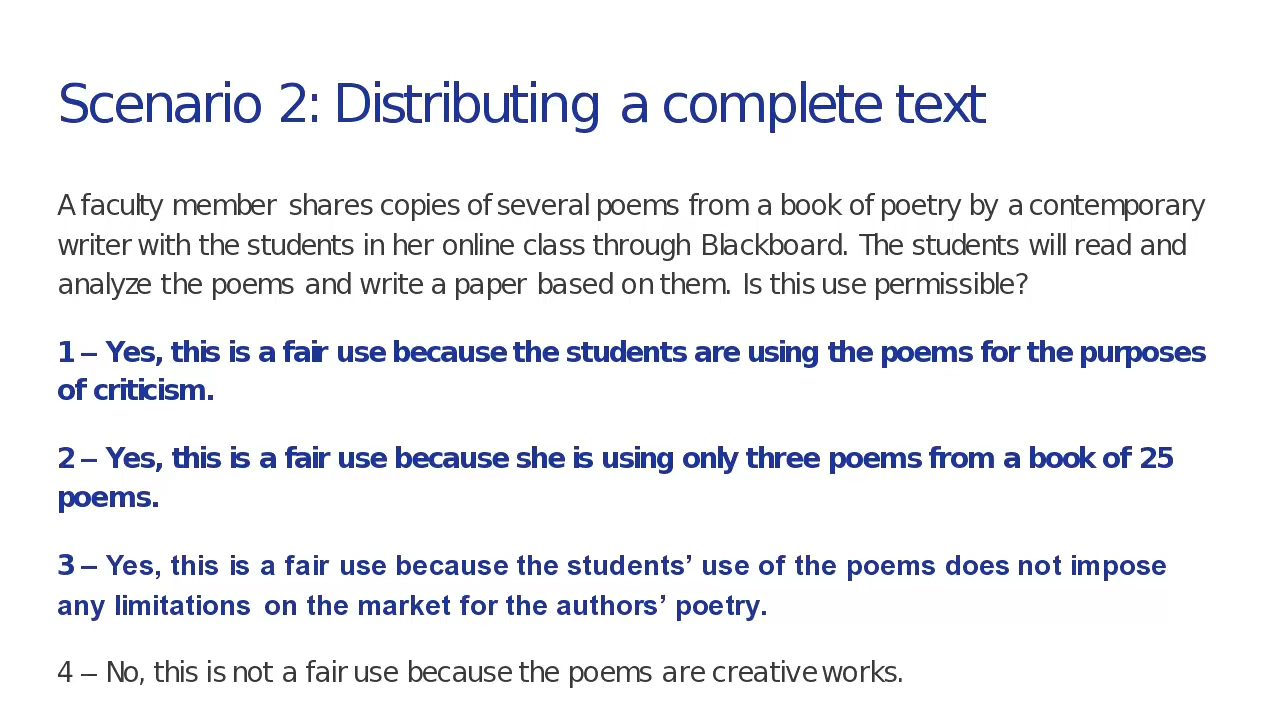 Scenario 2: Distributing a complete text
A faculty member shares copies of several poems from a book of poetry by a contemporary
writer with the students in her online class through Blackboard. The students will read and
analyze the poems and write a paper based on them. Is this use permissible?
1 – Yes, this is a fair use because the students are using the poems for the purposes
of criticism.
2 – Yes, this is a fair use because she is using only three poems from a book of 25
poems.
3 – Yes, this is a fair use because the students’ use of the poems does not impose
any limitations on the market for the authors’ poetry.
4 – No, this is not a fair use because the poems are creative works.